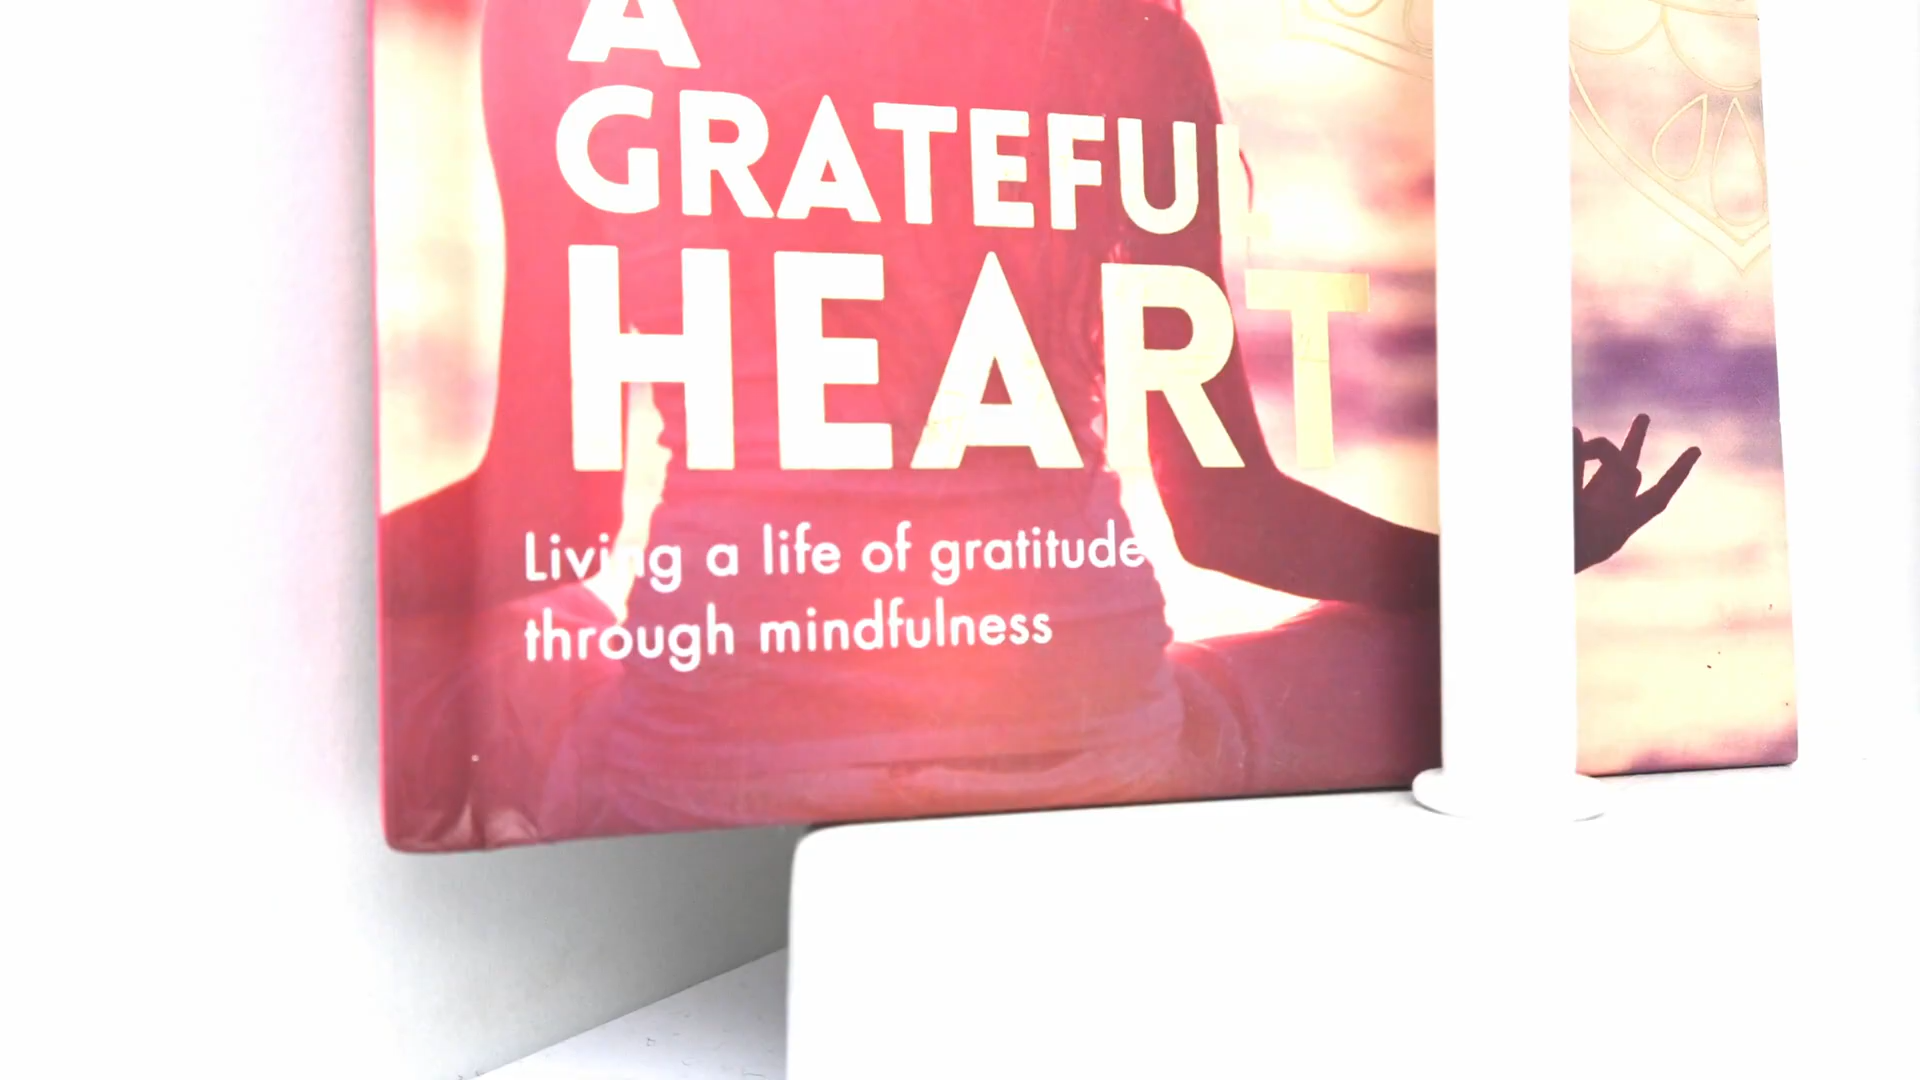 A
GRATEFUL
HEART
Living a life of gratitude
through mindfulness